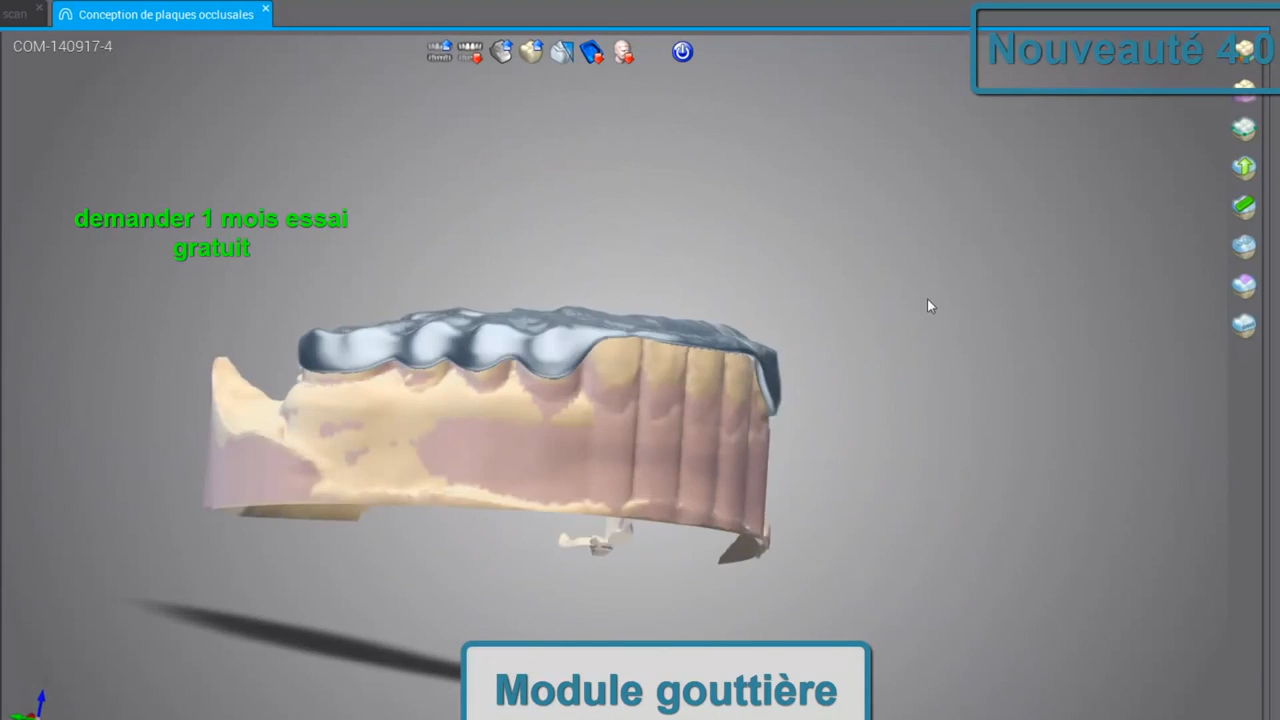 scan
Conception de plaques occlusales
COM-140917-4
Nouveauté 4.0
demander 1 mois essai
gratuit
Module gouttière